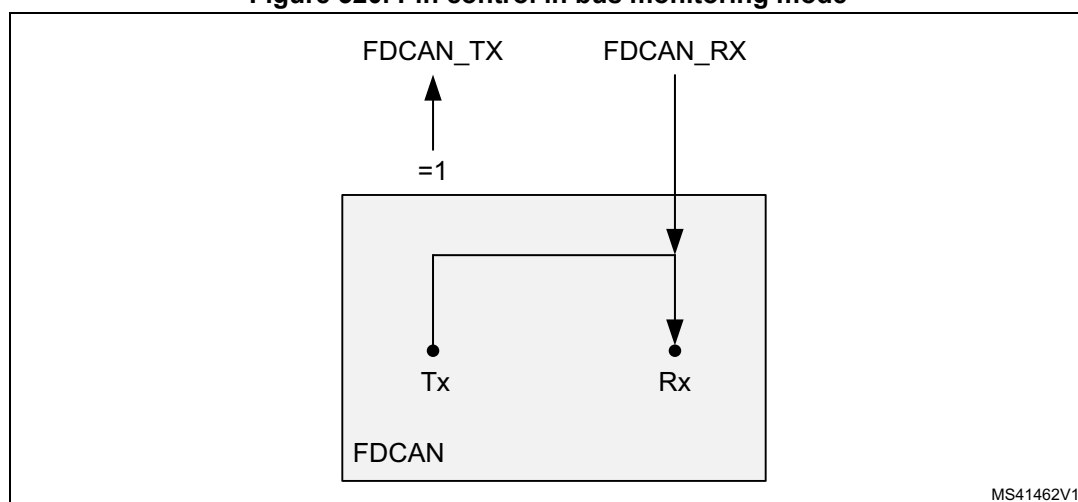 Pin control in bus monitoring mode
FDCAN_TX FDCAN_RX
=1
Tx Rx
FDCAN
MS41462V1